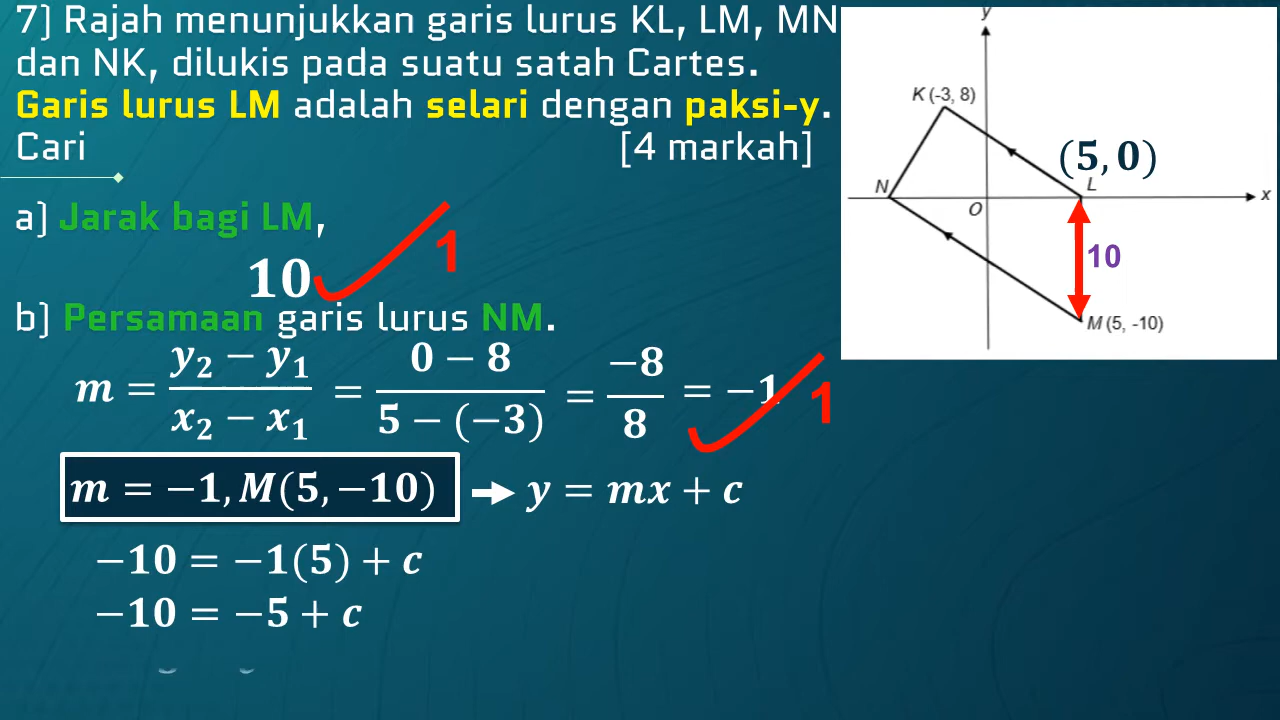 7] Rajah menunjukkan garis lurus KL, LM, MN
dan NK, dilukis pada suatu satah Cartes.
Garis lurus LM adalah selari dengan paksi-y.
Cari [4 markah]
a] Jarak bagi LM,
10 1
b] Persamaan garis lurus NM.
m = (y₂ − y₁)/(x₂ − x₁) = (0 − 8)/(5 − (−3)) = −8/8 = −1 1
m = −1, M(5, −10) → y = mx + c
−10 = −1(5) + c
−10 = −5 + c
y
K (-3, 8)
(5, 0)
N
L
x
O
10
M (5, -10)